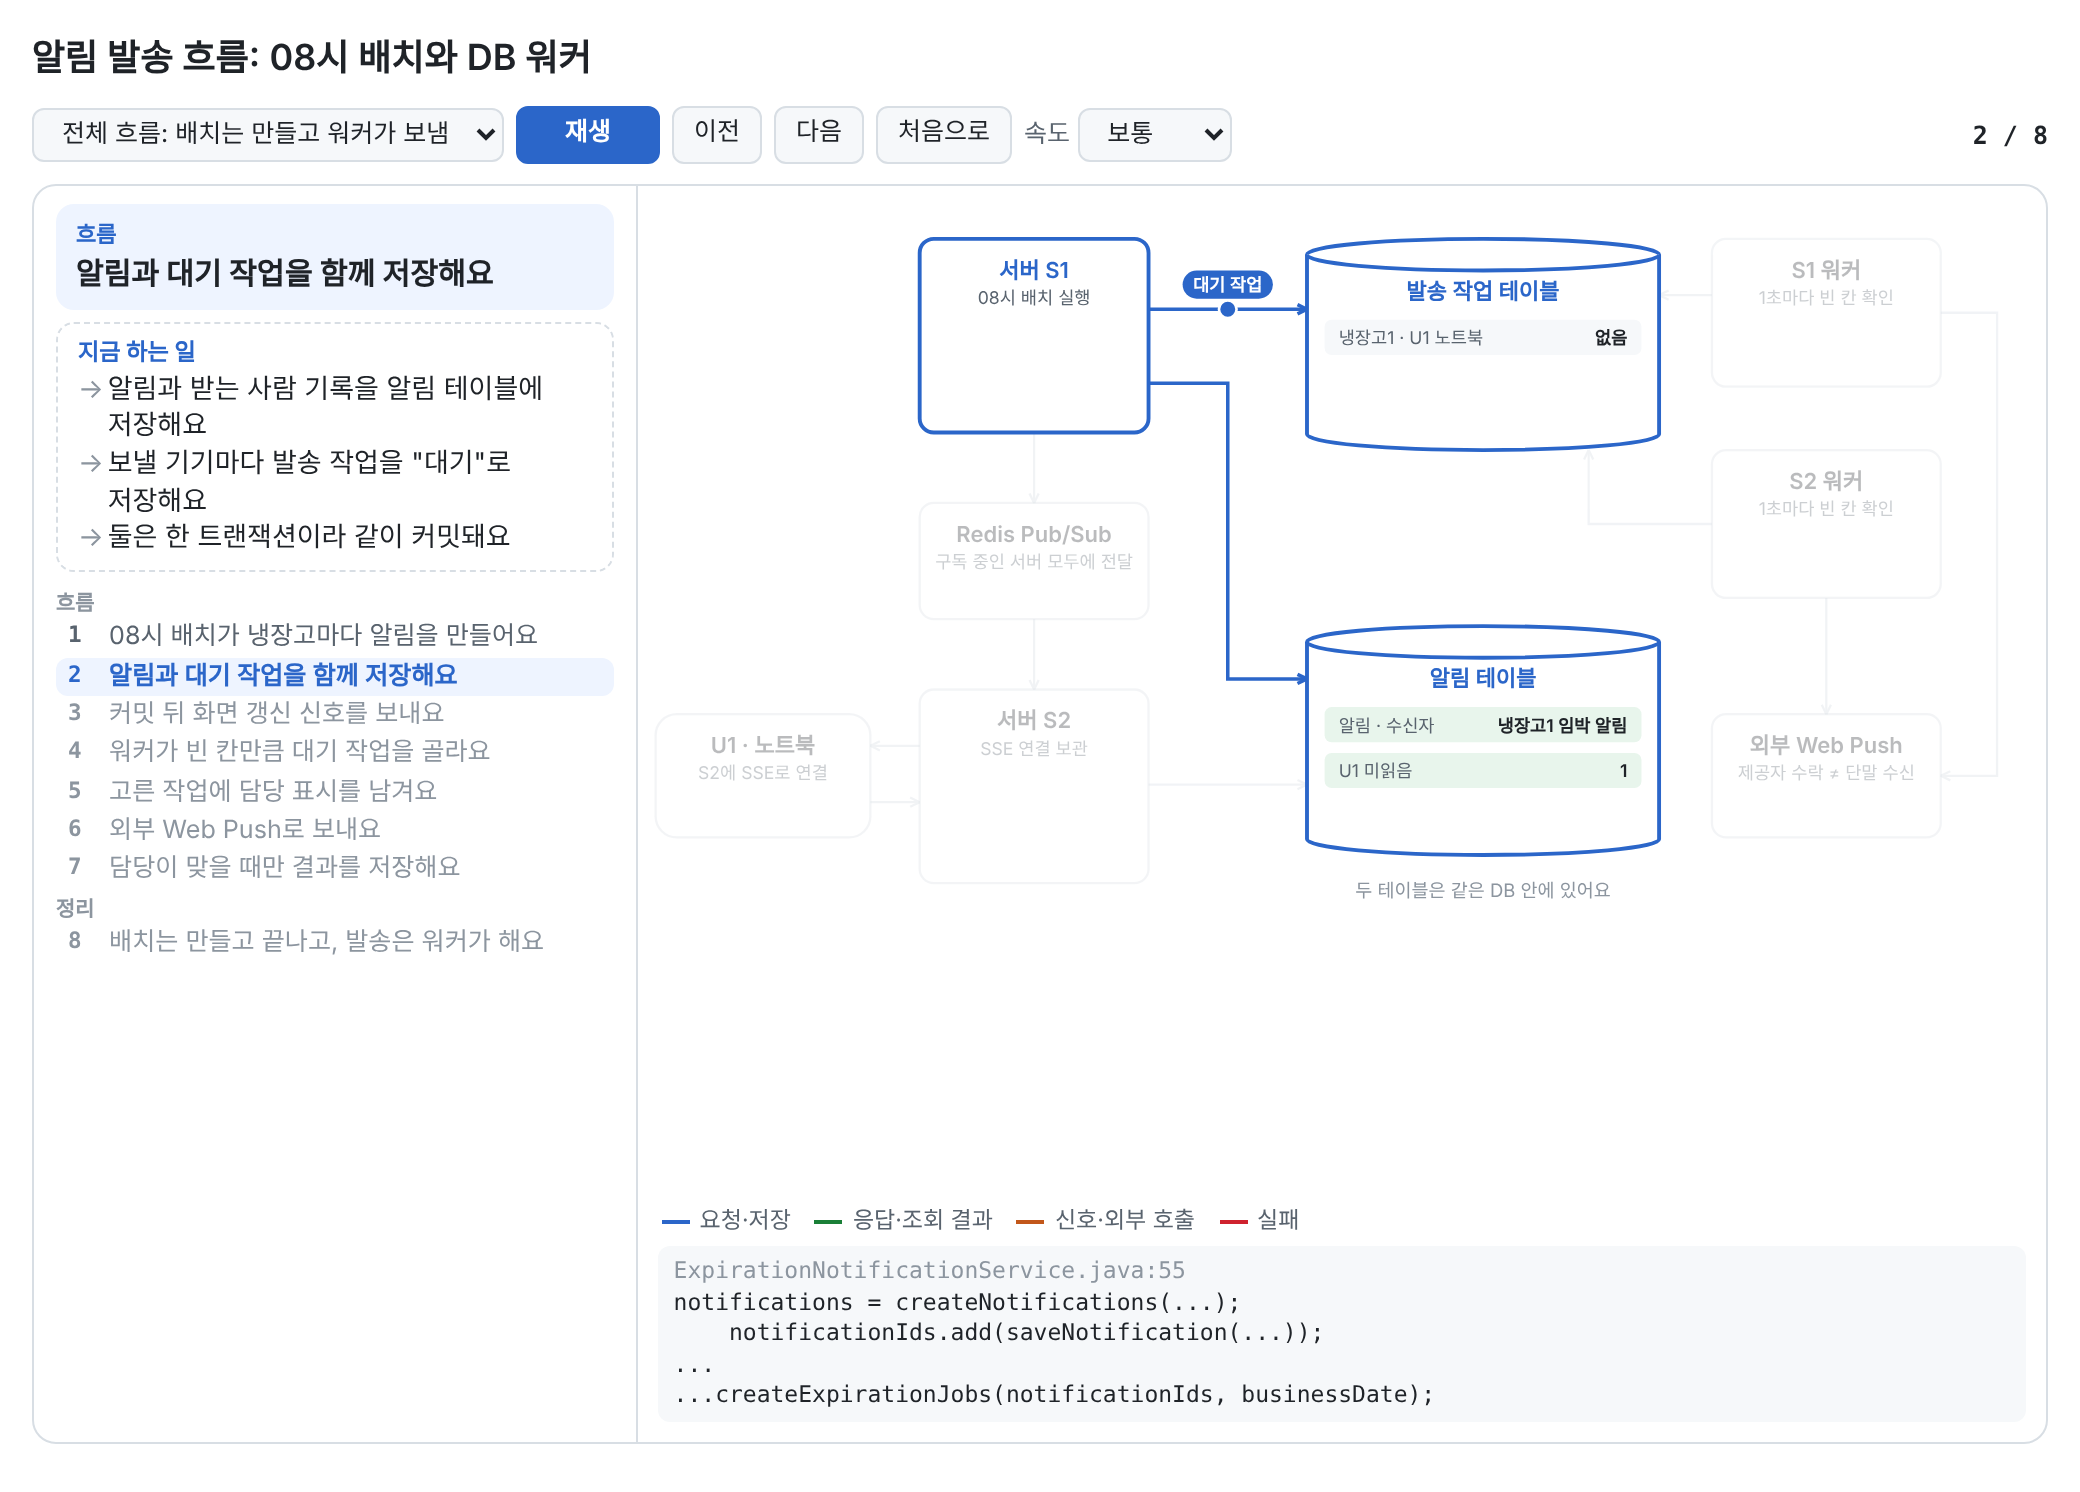 알림 발송 흐름: 08시 배치와 DB 워커
전체 흐름: 배치는 만들고 워커가 보냄
재생
이전
다음
처음으로
속도
보통
2 / 8
흐름
알림과 대기 작업을 함께 저장해요
지금 하는 일
→ 알림과 받는 사람 기록을 알림 테이블에
저장해요
→ 보낼 기기마다 발송 작업을 "대기"로
저장해요
→ 둘은 한 트랜잭션이라 같이 커밋돼요
흐름
1 08시 배치가 냉장고마다 알림을 만들어요
2 알림과 대기 작업을 함께 저장해요
3 커밋 뒤 화면 갱신 신호를 보내요
4 워커가 빈 칸만큼 대기 작업을 골라요
5 고른 작업에 담당 표시를 남겨요
6 외부 Web Push로 보내요
7 담당이 맞을 때만 결과를 저장해요
정리
8 배치는 만들고 끝나고, 발송은 워커가 해요
서버 S1
08시 배치 실행
대기 작업
발송 작업 테이블
냉장고1 · U1 노트북 없음
S1 워커
1초마다 빈 칸 확인
S2 워커
1초마다 빈 칸 확인
Redis Pub/Sub
구독 중인 서버 모두에 전달
U1 · 노트북
S2에 SSE로 연결
서버 S2
SSE 연결 보관
알림 테이블
알림 · 수신자 냉장고1 임박 알림
U1 미읽음 1
외부 Web Push
제공자 수락 ≠ 단말 수신
두 테이블은 같은 DB 안에 있어요
요청·저장
응답·조회 결과
신호·외부 호출
실패
ExpirationNotificationService.java:55
notifications = createNotifications(...);
    notificationIds.add(saveNotification(...));
...
...createExpirationJobs(notificationIds, businessDate);